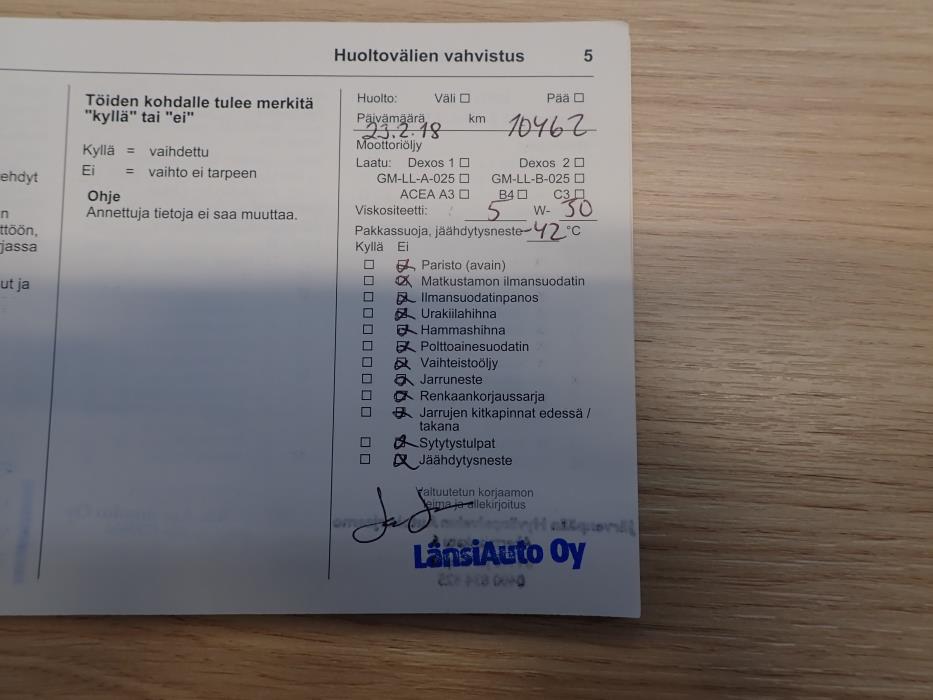 Huoltovälien vahvistus 5
ehdyt
n
ttöön,
jassa
ut ja
Töiden kohdalle tulee merkitä
"kyllä" tai "ei"
Kyllä = vaihdettu
Ei = vaihto ei tarpeen
Ohje
Annettuja tietoja ei saa muuttaa.
Huolto: Väli ☐ Pää ☐
Päivämäärä 23.2.18 km 10462
Moottoriöljy
Laatu: Dexos 1 ☐ Dexos 2 ☐
GM-LL-A-025 ☐ GM-LL-B-025 ☐
ACEA A3 ☐ B4 ☐ C3 ☐
Viskositeetti: 5 W- 30
Pakkassuoja, jäähdytysneste -42 °C
Kyllä Ei
☐ ☒ Paristo (avain)
☐ ☒ Matkustamon ilmansuodatin
☐ ☒ Ilmansuodatinpanos
☐ ☒ Urakiilahihna
☐ ☒ Hammashihna
☐ ☒ Polttoainesuodatin
☐ ☒ Vaihteistoöljy
☐ ☒ Jarruneste
☐ ☒ Renkaankorjaussarja
☐ ☒ Jarrujen kitkapinnat edessä /
takana
☐ ☒ Sytytystulpat
☐ ☒ Jäähdytysneste
Valtuutetun korjaamon
leima ja allekirjoitus
LänsiAuto Oy